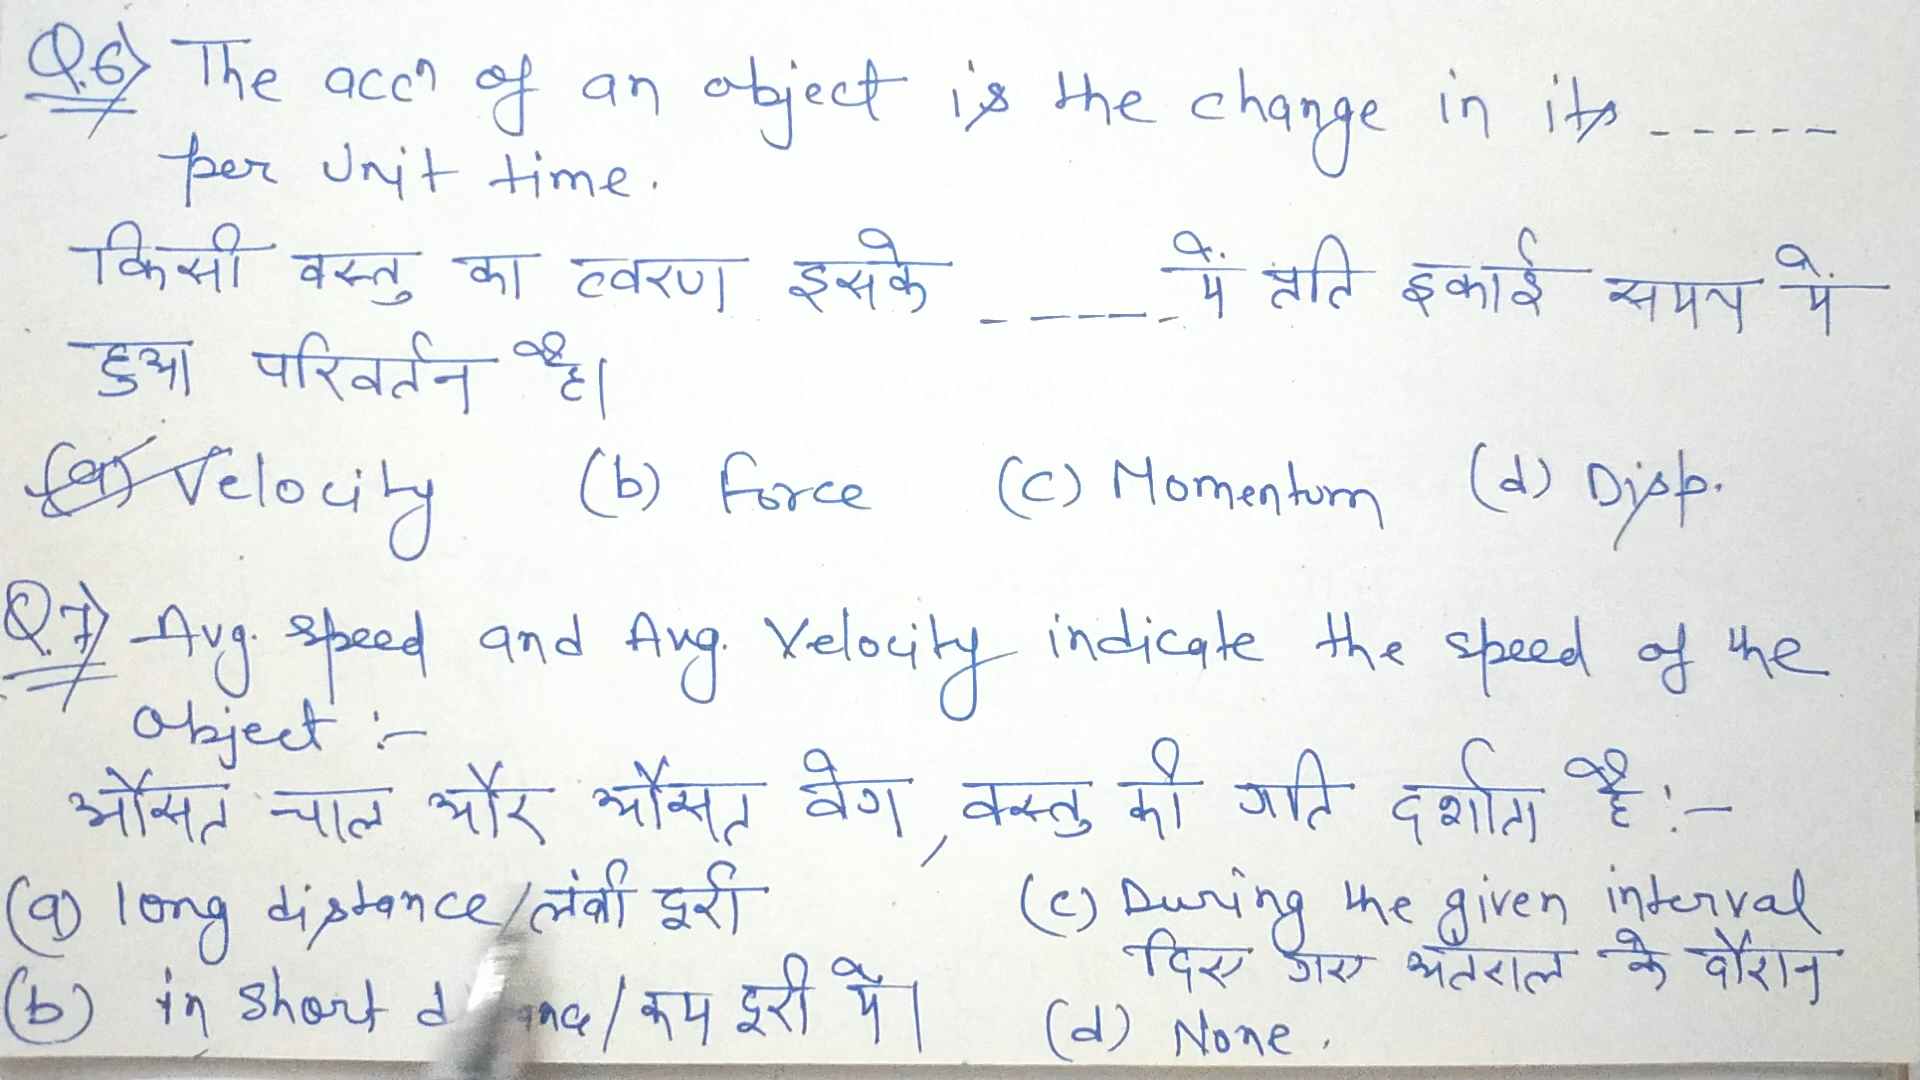 Q.6) The accn of an object is the change in its -----
per unit time.
किसी वस्तु का त्वरण इसके ----- में प्रति इकाई समय में
हुआ परिवर्तन है।
(a) Velocity (b) Force (c) Momentum (d) Disp.
Q.7) Avg. speed and Avg. Velocity indicate the speed of the
object :-
औसत चाल और औसत वेग, वस्तु की गति दर्शाता है :-
(a) long distance/लंबी दूरी
(b) in short /कम दूरी में।
(c) During the given interval
दिए गए अंतराल के दौरान
(d) None.